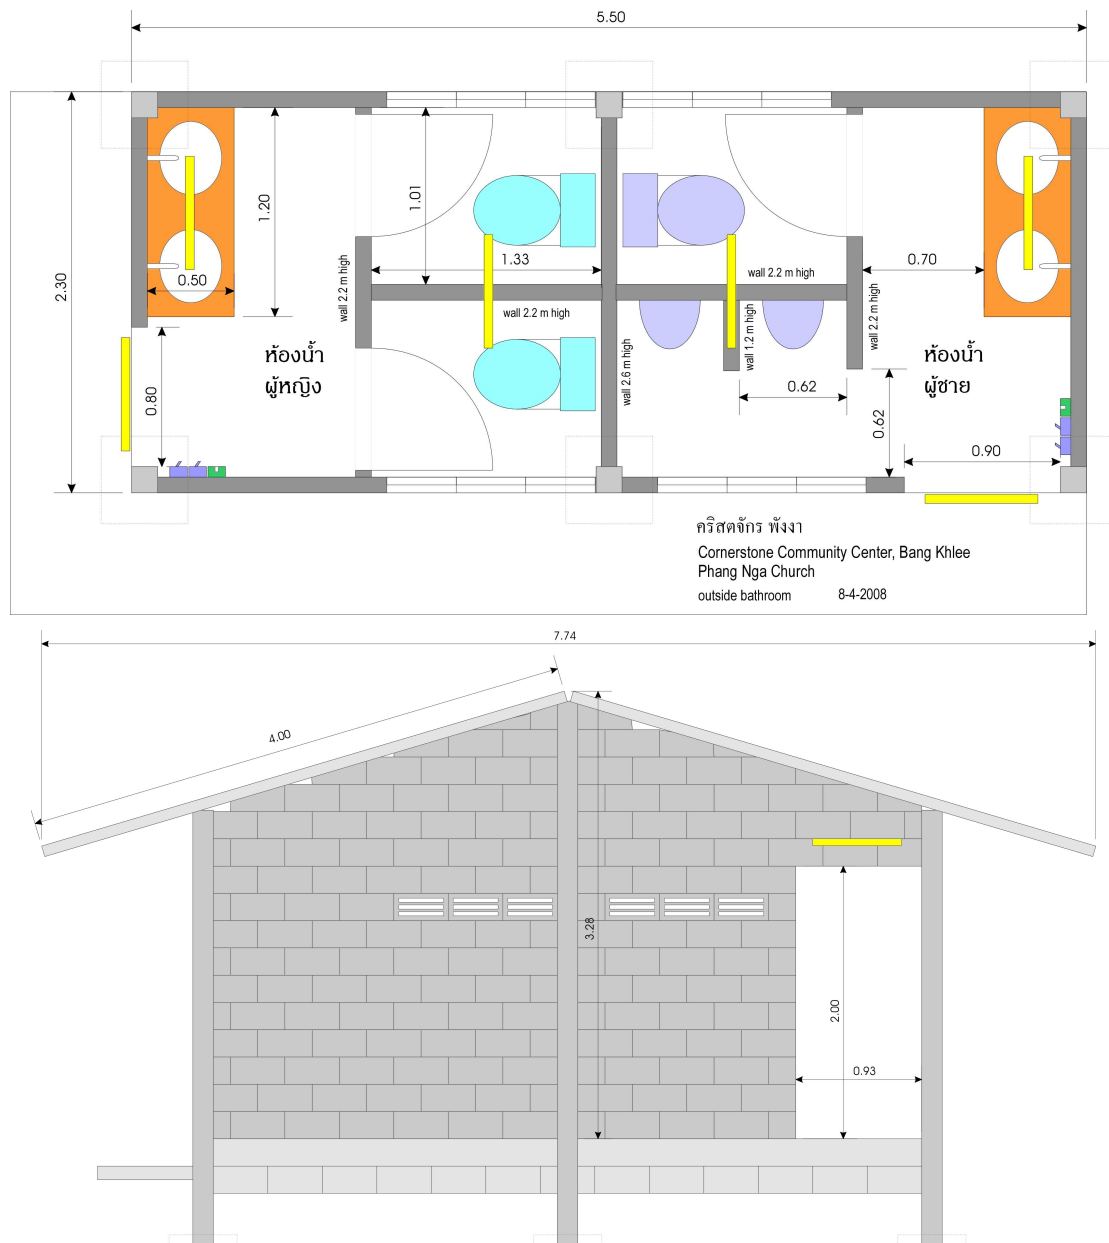 5.50
2.30
1.20
0.50
0.80
1.01
1.33
wall 2.2 m high
wall 2.2 m high
ห้องน้ำ
ผู้หญิง
wall 2.6 m high
wall 2.2 m high
wall 1.2 m high
wall 2.2 m high
0.70
0.62
0.62
0.90
ห้องน้ำ
ผู้ชาย
คริสตจักร พังงา
Cornerstone Community Center, Bang Khlee
Phang Nga Church
outside bathroom 8-4-2008
7.74
4.00
3.28
2.00
0.93